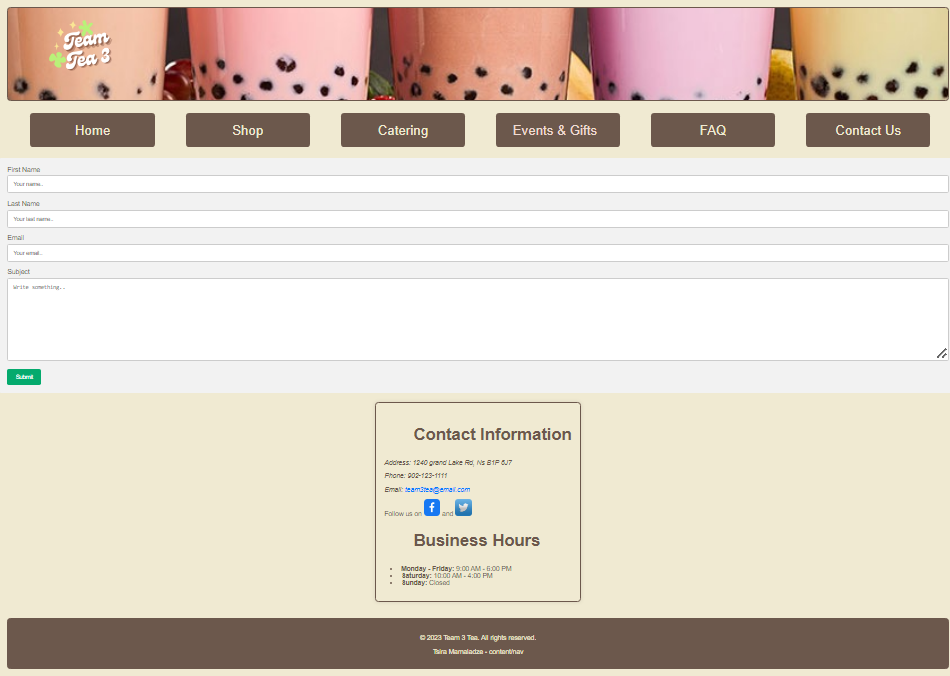 Team
Tea 3
Home
Shop
Catering
Events & Gifts
FAQ
Contact Us
First Name
Your name..
Last Name
Your last name..
Email
Your email..
Subject
Write something..
Submit
Contact Information
Address: 1240 grand Lake Rd, Ns B1P 5J7
Phone: 902-123-1111
Email: team3tea@email.com
Follow us on f and
Business Hours
Monday - Friday: 9:00 AM - 6:00 PM
Saturday: 10:00 AM - 4:00 PM
Sunday: Closed
© 2023 Team 3 Tea. All rights reserved.
Tsira Mamaladze - content/nav